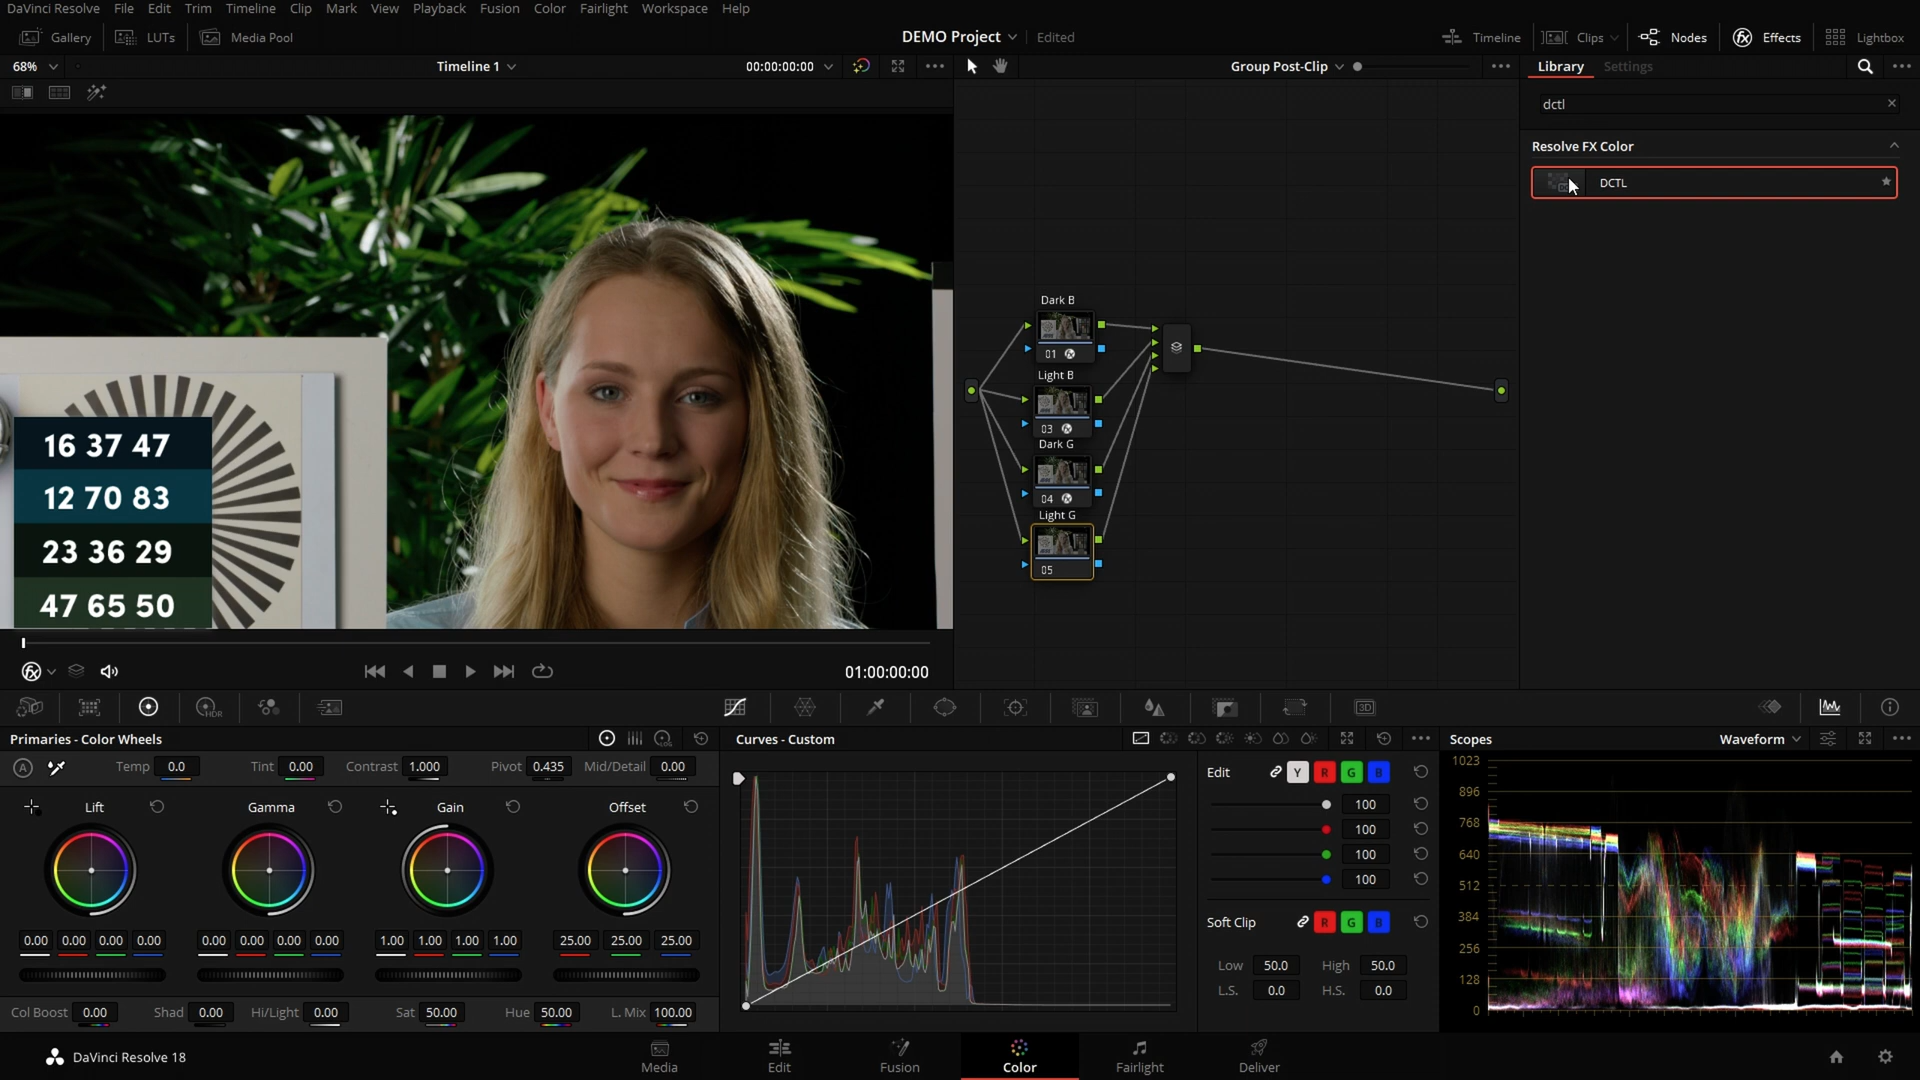 DaVinci Resolve File Edit Trim Timeline Clip Mark View Playback Fusion Color Fairlight Workspace Help
Gallery LUTs Media Pool DEMO Project Edited Timeline Clips Nodes Effects Lightbox
68% Timeline 1 00:00:00:00 Group Post-Clip Library Settings
dctl
Resolve FX Color
DCTL
Dark B
01
Light B
03
Dark G
04
Light G
05
16 37 47
12 70 83
23 36 29
47 65 50
01:00:00:00
HDR
3D
Primaries - Color Wheels
Curves - Custom
Scopes Waveform
A Temp 0.0 Tint 0.00 Contrast 1.000 Pivot 0.435 Mid/Detail 0.00
Lift Gamma Gain Offset
0.00 0.00 0.00 0.00 0.00 0.00 0.00 0.00 1.00 1.00 1.00 1.00 25.00 25.00 25.00
Col Boost 0.00 Shad 0.00 Hi/Light 0.00 Sat 50.00 Hue 50.00 L. Mix 100.00
Edit Y R G B
100
100
100
100
Soft Clip R G B
Low 50.0 High 50.0
L.S. 0.0 H.S. 0.0
1023
896
768
640
512
384
256
128
0
DaVinci Resolve 18
Media Edit Fusion Color Fairlight Deliver